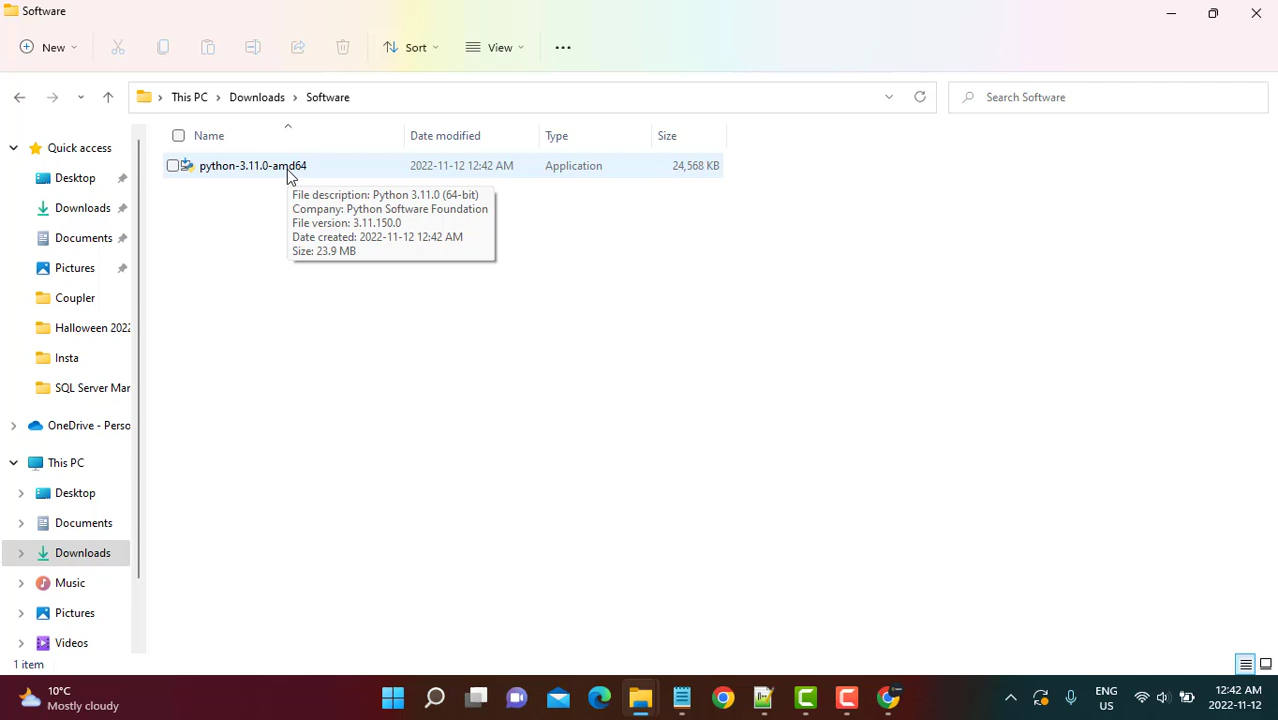 Software
New
Sort
View
This PC
Downloads
Software
Search Software
Name
Date modified
Type
Size
python-3.11.0-amd64
2022-11-12 12:42 AM
Application
24,568 KB
File description: Python 3.11.0 (64-bit)
Company: Python Software Foundation
File version: 3.11.150.0
Date created: 2022-11-12 12:42 AM
Size: 23.9 MB
Quick access
Desktop
Downloads
Documents
Pictures
Coupler
Halloween 2022
Insta
SQL Server Mar
OneDrive - Perso
This PC
Desktop
Documents
Downloads
Music
Pictures
Videos
1 item
10°C
Mostly cloudy
ENG
US
12:42 AM
2022-11-12